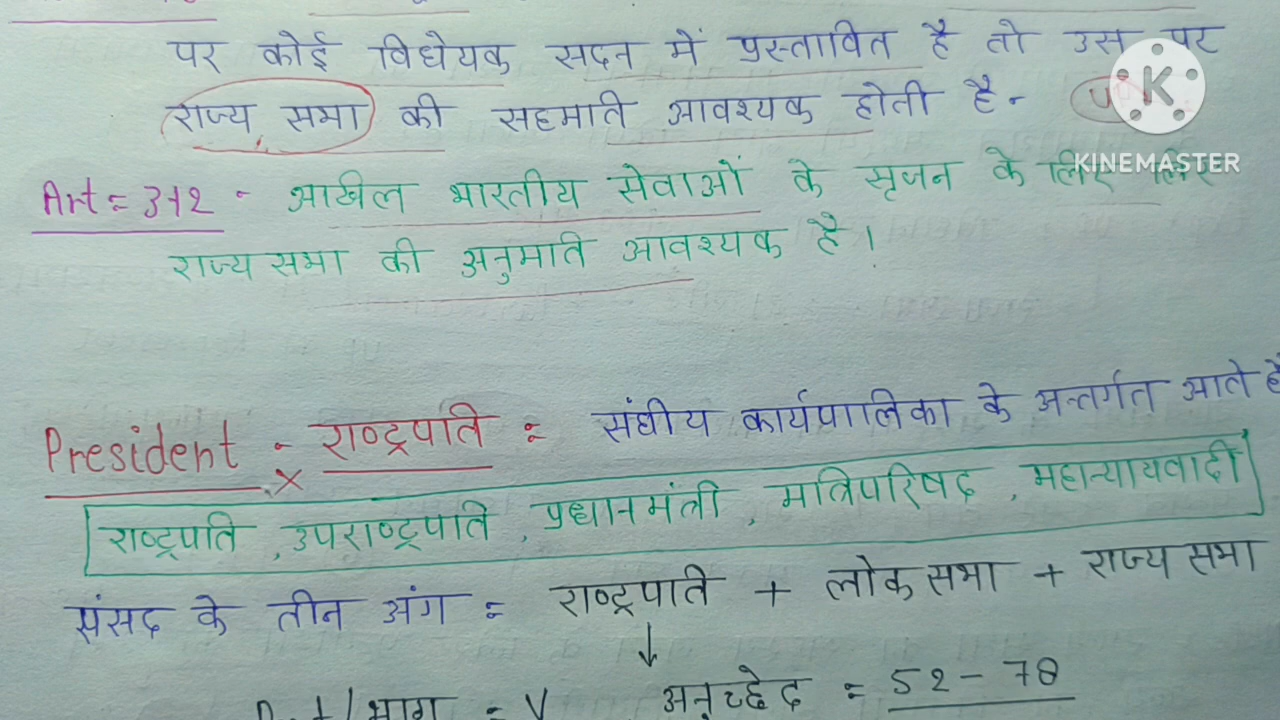 पर कोई विधेयक सदन में प्रस्तावित है तो उस पर
राज्य सभा की सहमति आवश्यक होती है-
KINEMASTER
Art = 312 - अखिल भारतीय सेवाओं के सृजन के लिए लिए
राज्य सभा की अनुमति आवश्यक है।
President - राष्ट्रपति = संघीय कार्यपालिका के अन्तर्गत आते हैं
राष्ट्रपति , उपराष्ट्रपति , प्रधानमंत्री , मंत्रिपरिषद , महान्यायवादी
संसद के तीन अंग = राष्ट्रपति + लोक सभा + राज्य सभा
भाग = V अनुच्छेद = 52 - 78